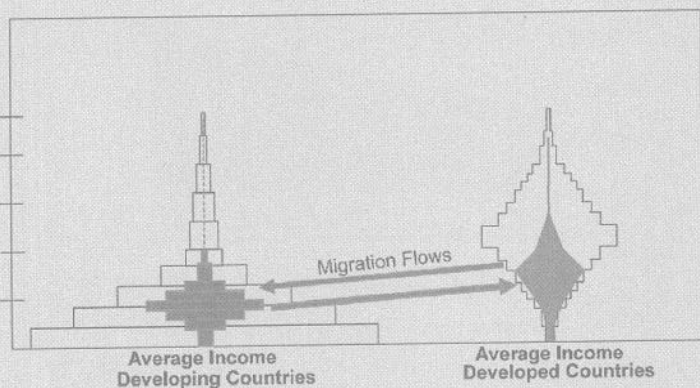 Migration Flows
Average Income
Developing Countries
Average Income
Developed Countries